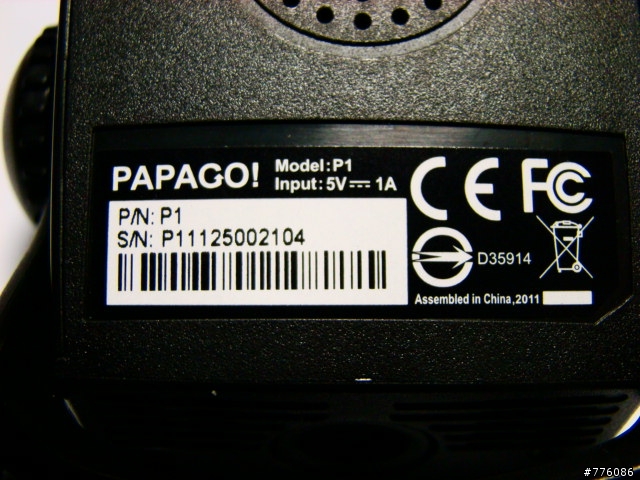 PAPAGO!
Model:P1
Input:5V⎓1A
P/N: P1
S/N: P11125002104
CE FC
D35914
Assembled in China,2011
#776086